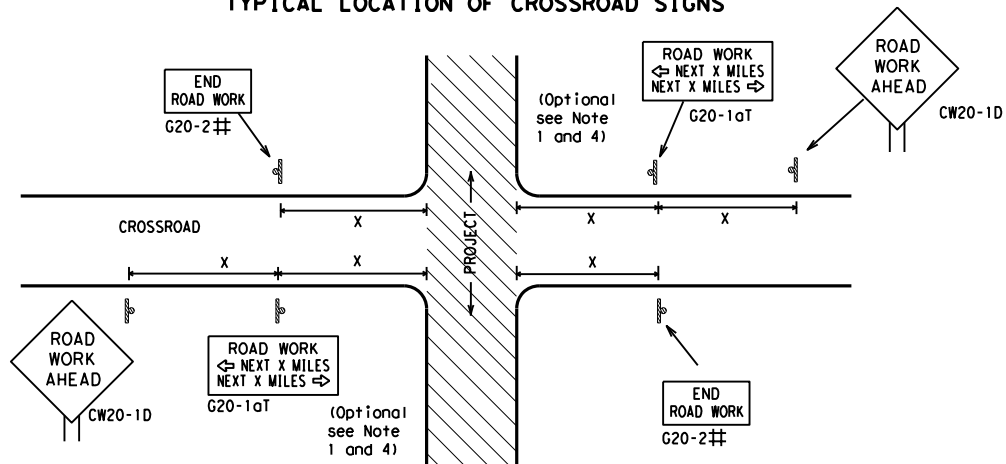 TYPICAL LOCATION OF CROSSROAD SIGNS
END
ROAD WORK
G20-2#
(Optional
see Note
1 and 4)
ROAD WORK
⇦ NEXT X MILES
NEXT X MILES ⇨
G20-1aT
ROAD
WORK
AHEAD
CW20-1D
X
X
X
CROSSROAD
PROJECT
X
X
X
ROAD
WORK
AHEAD
CW20-1D
ROAD WORK
⇦ NEXT X MILES
NEXT X MILES ⇨
G20-1aT
(Optional
see Note
1 and 4)
END
ROAD WORK
G20-2#